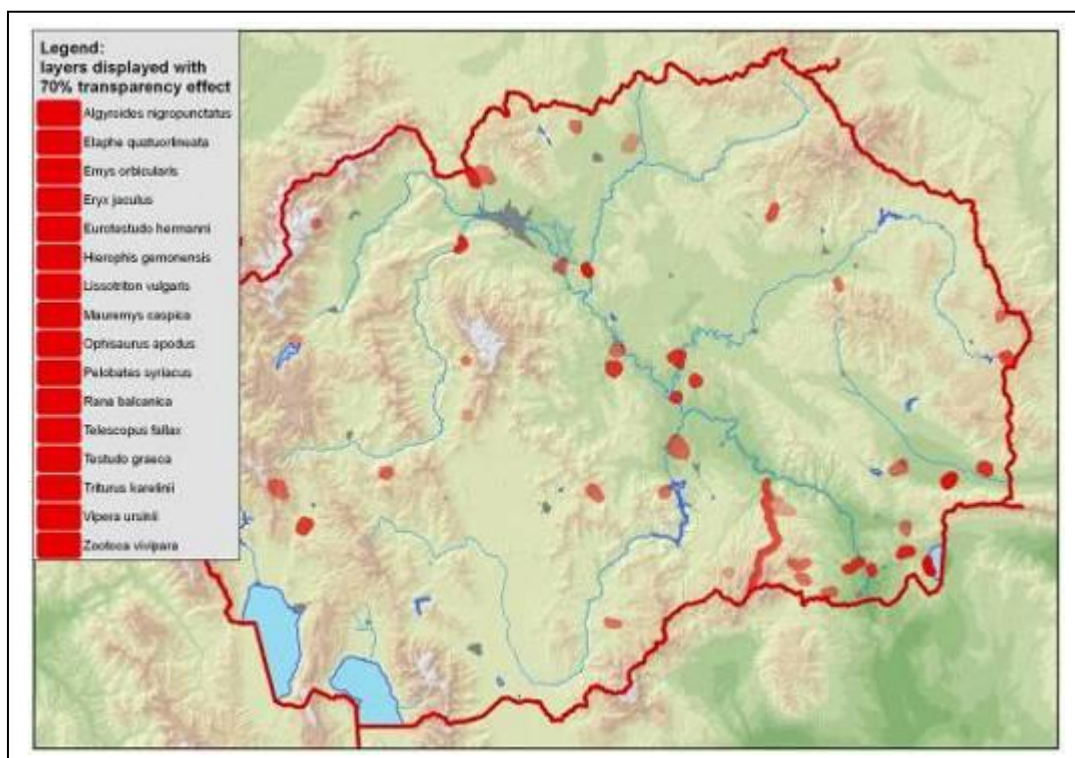 Legend:
layers displayed with
70% transparency effect
Algyroides nigropunctatus
Elaphe quatuorlineata
Emys orbicularis
Eryx jaculus
Eurotestudo hermanni
Hierophis gemonensis
Lissotriton vulgaris
Mauremys caspica
Ophisaurus apodus
Pelobates syriacus
Rana balcanica
Telescopus fallax
Testudo graeca
Triturus karelinii
Vipera ursinii
Zootoca vivipara